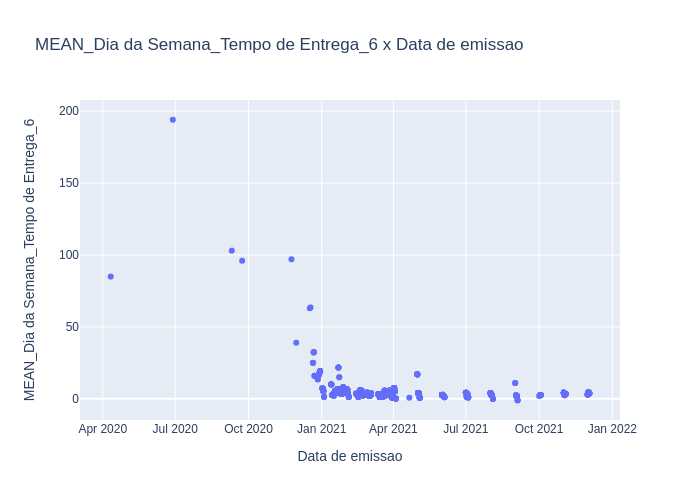 MEAN_Dia da Semana_Tempo de Entrega_6 x Data de emissao
MEAN_Dia da Semana_Tempo de Entrega_6
200
150
100
50
0
Apr 2020 Jul 2020 Oct 2020 Jan 2021 Apr 2021 Jul 2021 Oct 2021 Jan 2022
Data de emissao